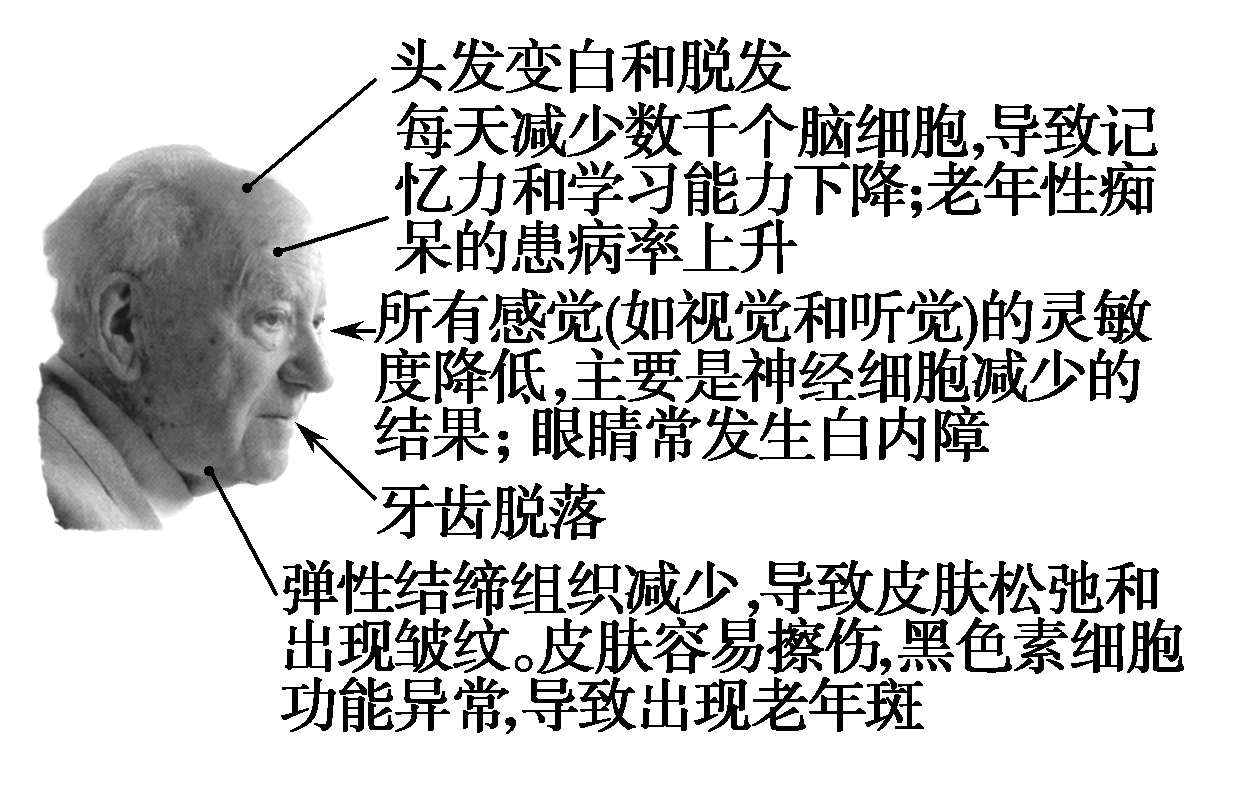 头发变白和脱发
每天减少数千个脑细胞,导致记
忆力和学习能力下降;老年性痴
呆的患病率上升
所有感觉(如视觉和听觉)的灵敏
度降低,主要是神经细胞减少的
结果;眼睛常发生白内障
牙齿脱落
弹性结缔组织减少,导致皮肤松弛和
出现皱纹。皮肤容易擦伤,黑色素细胞
功能异常,导致出现老年斑